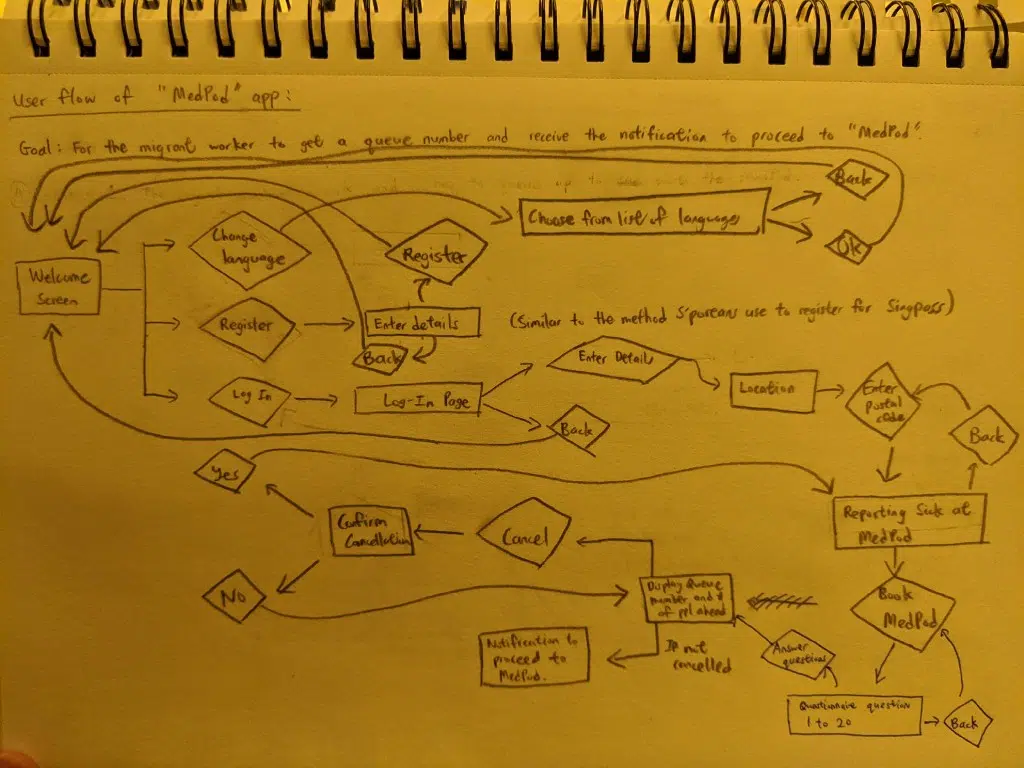 User flow of "MedPod" app:
Goal: For the migrant worker to get a queue number and receive the notification to proceed to "MedPod".
Back
Choose from list of languages
OK
Change
language
Register
Welcome
Screen
Register
Enter details
(Similar to the method S'poreans use to register for Singpass)
Back
Enter Details
Log In
Log-In Page
Location
Enter
postal
code
Back
Back
Yes
Reporting Sick at
MedPod
Confirm
Cancellation
Cancel
No
Display Queue
number and #
of ppl ahead
Book
MedPod
Notification to
proceed to
MedPod.
If not
cancelled
Answer
questions
Questionnaire question
1 to 20
Back